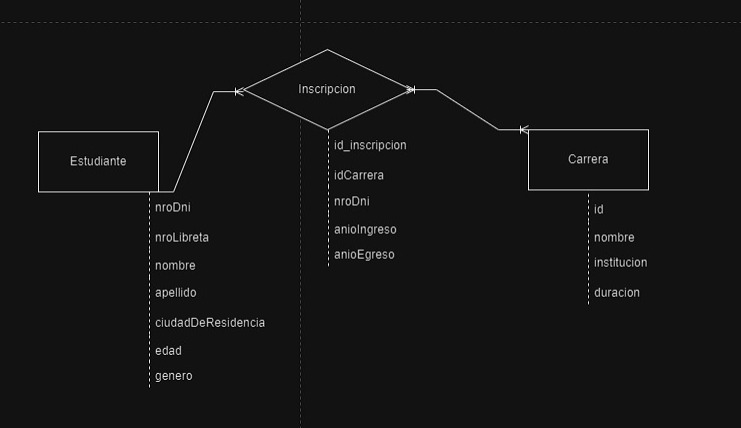 Inscripcion
id_inscripcion
idCarrera
nroDni
anioIngreso
anioEgreso
Estudiante
nroDni
nroLibreta
nombre
apellido
ciudadDeResidencia
edad
genero
Carrera
id
nombre
institucion
duracion